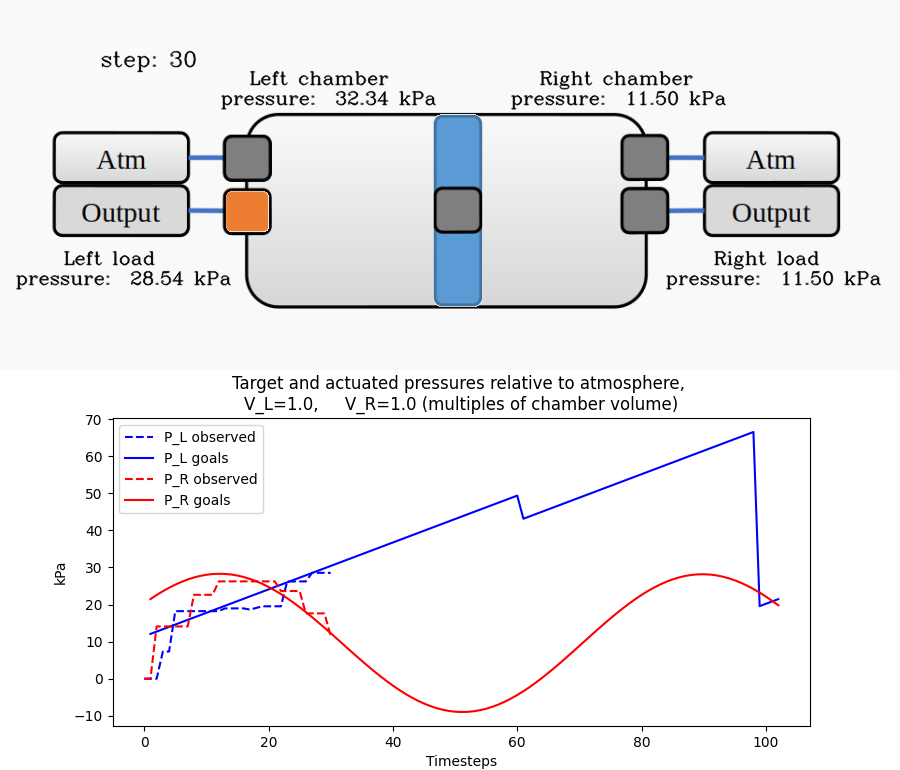 step: 30
Left chamber
pressure: 32.34 kPa
Right chamber
pressure: 11.50 kPa
Atm
Output
Atm
Output
Left load
pressure: 28.54 kPa
Right load
pressure: 11.50 kPa
Target and actuated pressures relative to atmosphere,
V_L=1.0, V_R=1.0 (multiples of chamber volume)
P_L observed
P_L goals
P_R observed
P_R goals
kPa
70
60
50
40
30
20
10
0
−10
0 20 40 60 80 100
Timesteps